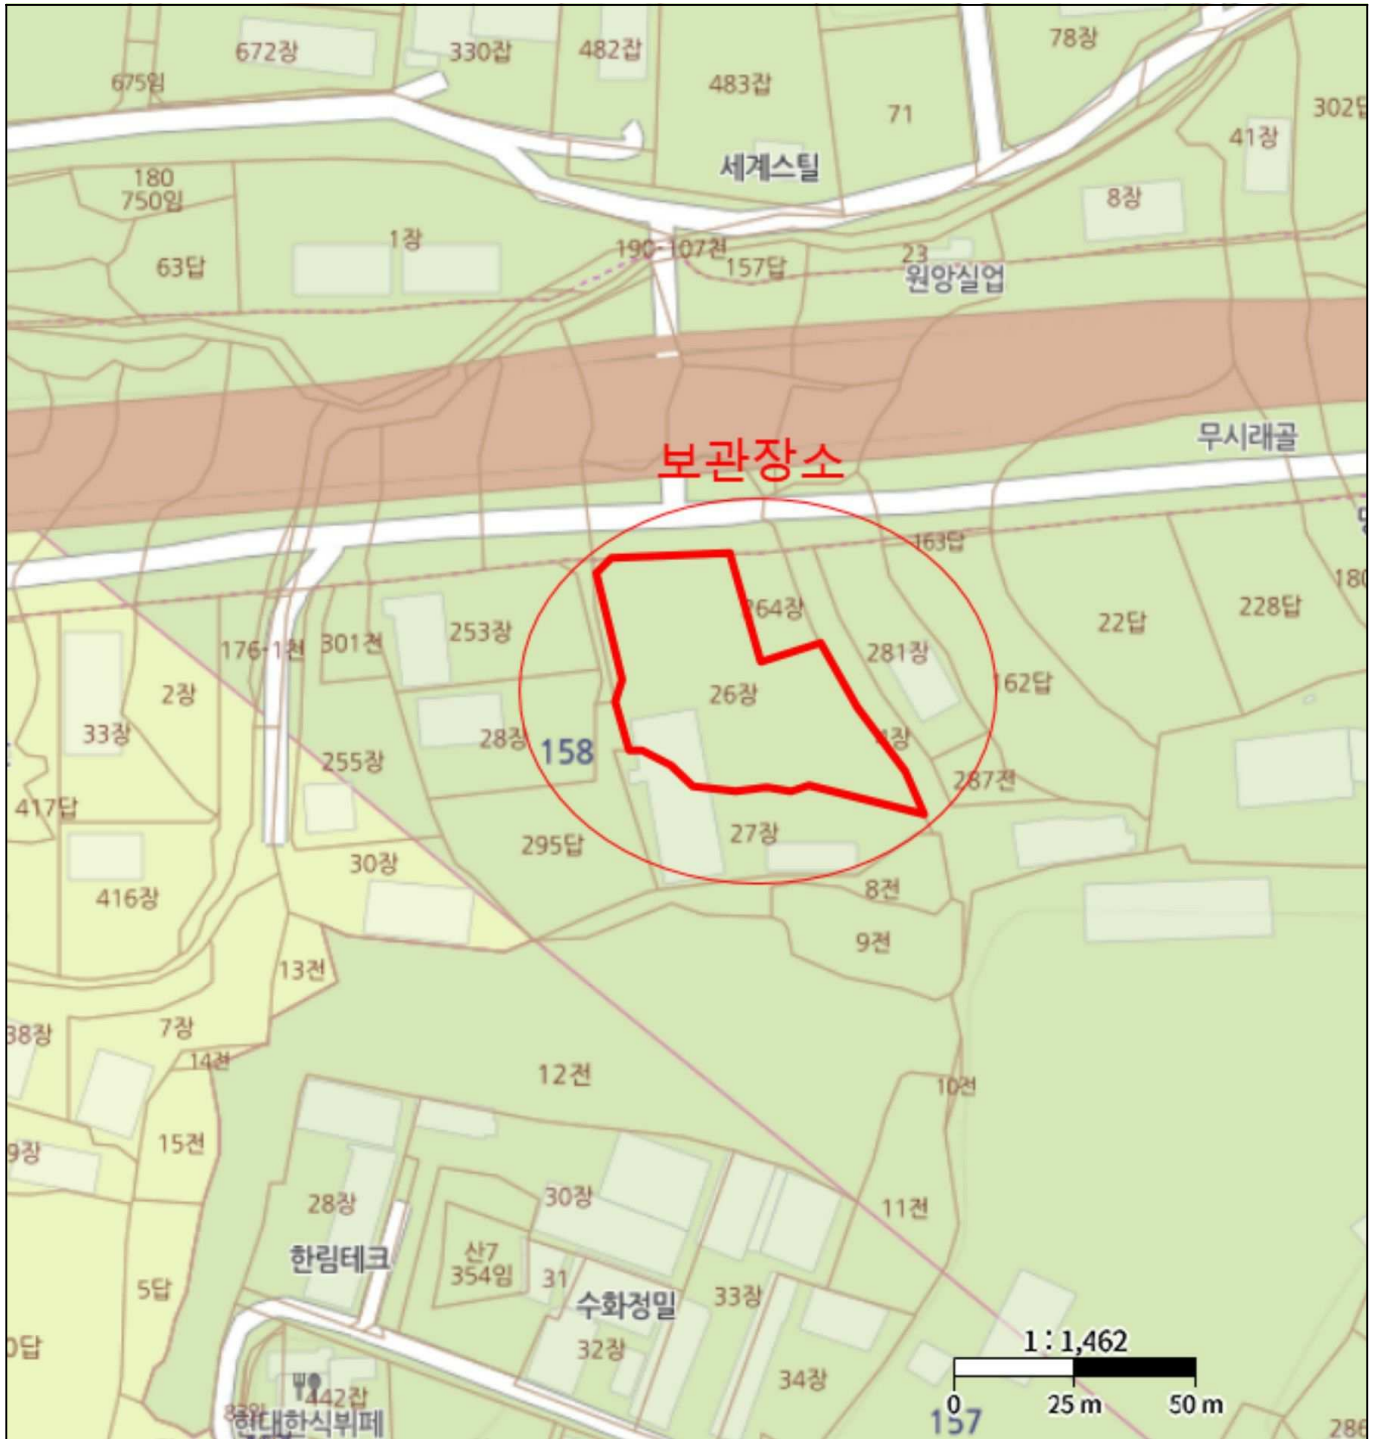 672장
330잡
482잡
78장
675임
483잡
71
302답
41장
세계스틸
180
750임
8장
1장
190-107전
63답
157답
23
원앙실업
무시래골
보관장소
163답
264장
180
301전
253장
22답
228답
176-1천
281장
2장
26장
162답
33장
28장
158
255장
287전
417답
295답
27장
30장
416장
8전
9전
13전
38장
7장
14전
12전
10전
9장
15전
28장
30장
11전
한림테크
산7
354임
31
5답
수화정밀
33장
1:1,462
0답
32장
34장
442잡
0
25 m
50 m
현대한식뷔페
157
286